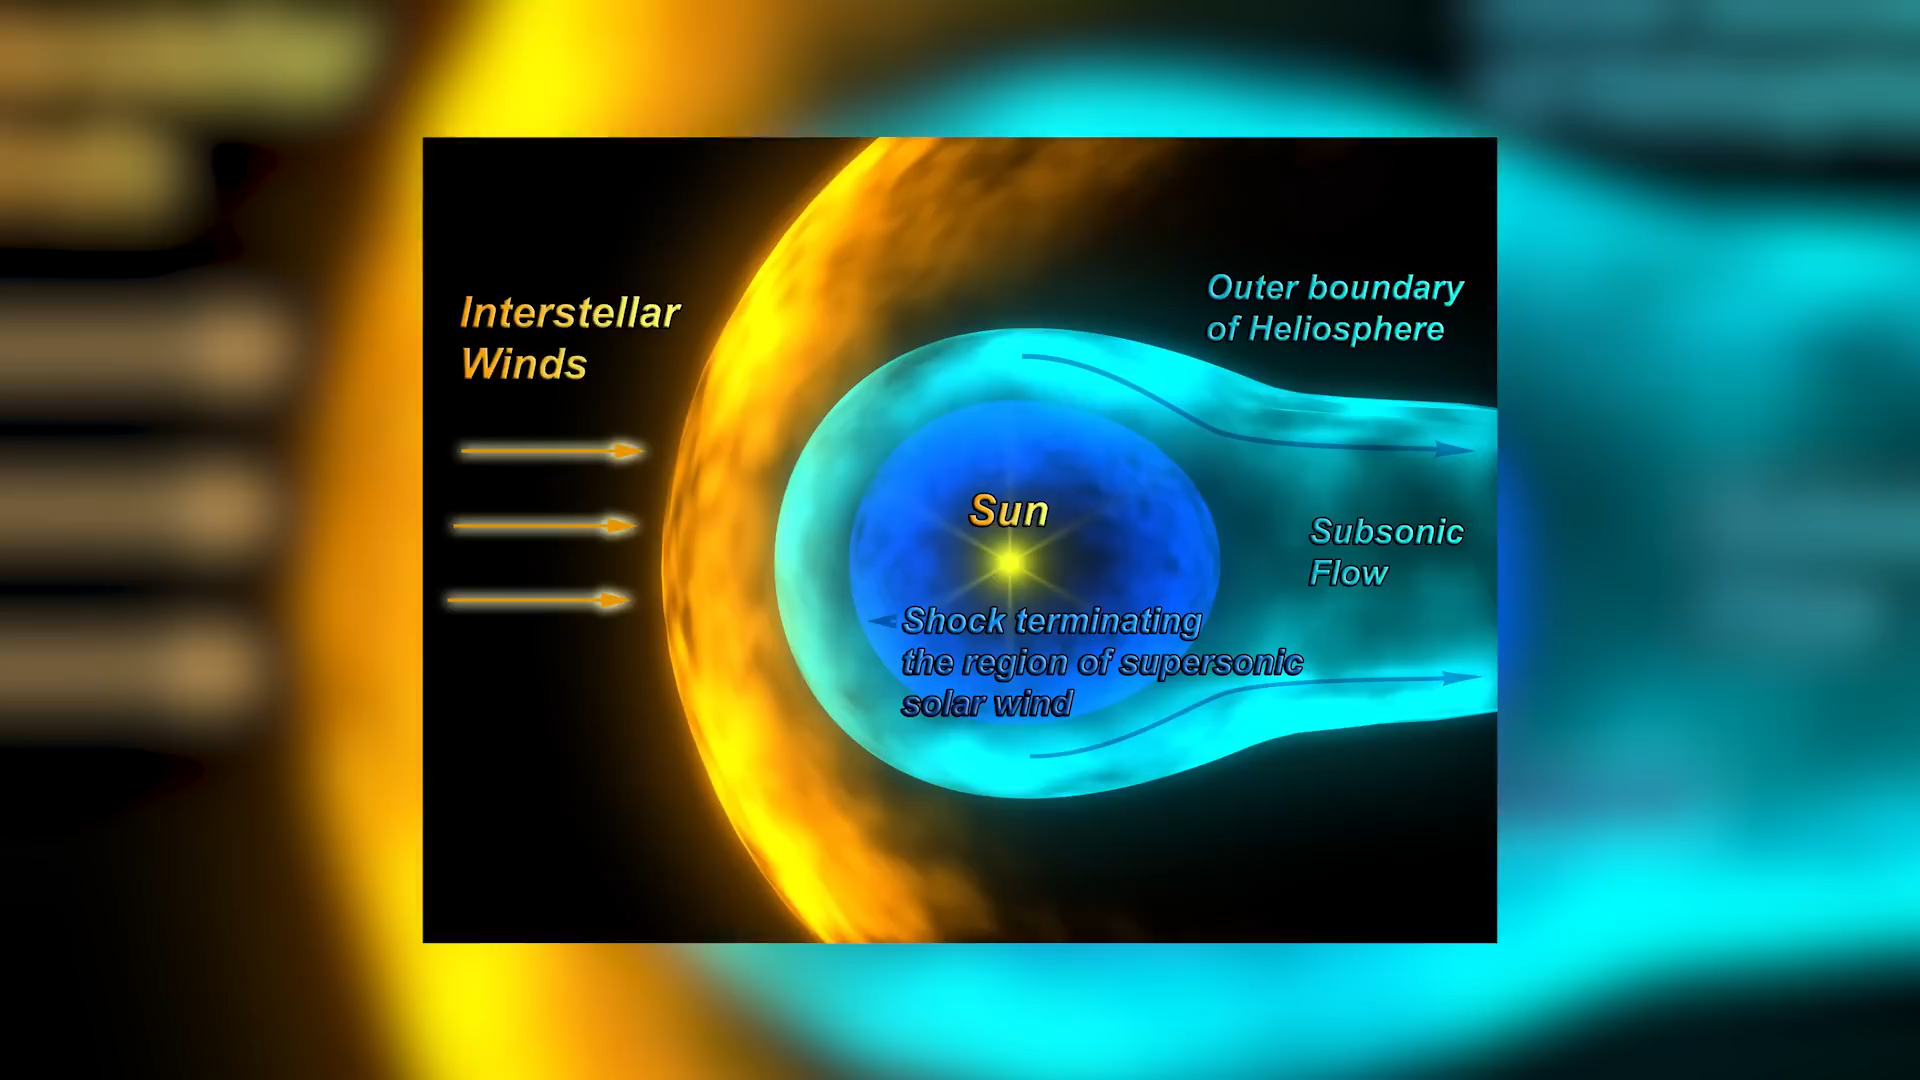 Interstellar
Winds
Outer boundary
of Heliosphere
Sun
Subsonic
Flow
Shock terminating
the region of supersonic
solar wind